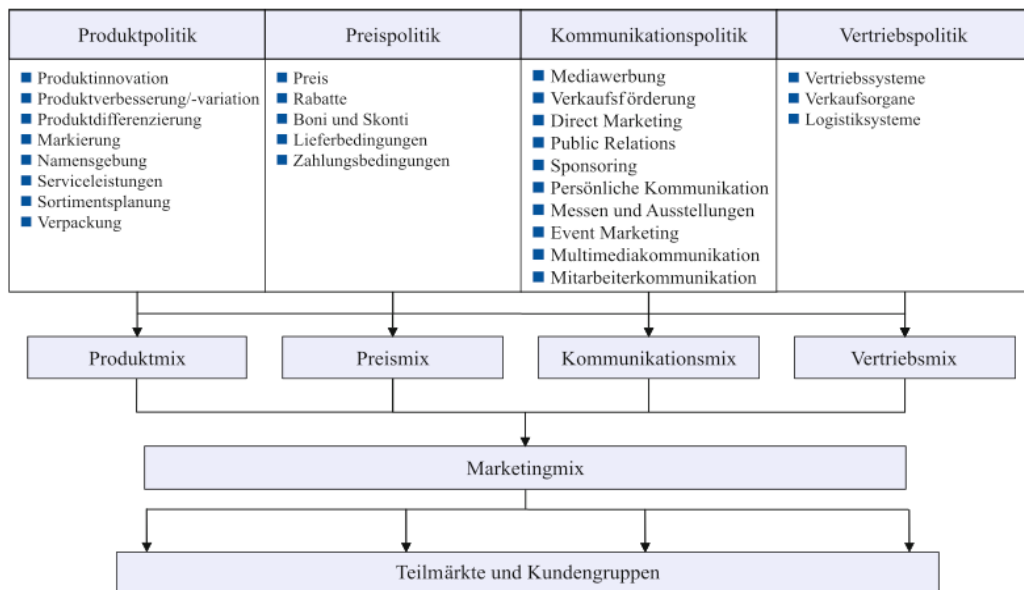 Produktpolitik
Produktinnovation
Produktverbesserung/-variation
Produktdifferenzierung
Markierung
Namensgebung
Serviceleistungen
Sortimentsplanung
Verpackung
Preispolitik
Preis
Rabatte
Boni und Skonti
Lieferbedingungen
Zahlungsbedingungen
Kommunikationspolitik
Mediawerbung
Verkaufsförderung
Direct Marketing
Public Relations
Sponsoring
Persönliche Kommunikation
Messen und Ausstellungen
Event Marketing
Multimediakommunikation
Mitarbeiterkommunikation
Vertriebspolitik
Vertriebssysteme
Verkaufsorgane
Logistiksysteme
Produktmix
Preismix
Kommunikationsmix
Vertriebsmix
Marketingmix
Teilmärkte und Kundengruppen